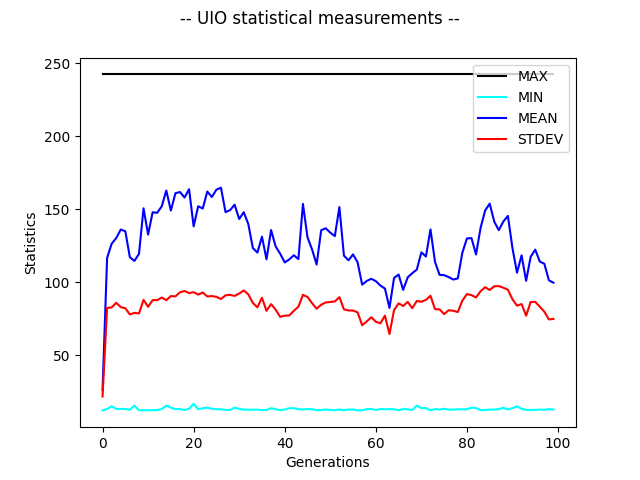 -- UIO statistical measurements --
250
200
150
100
50
Statistics
MAX
MIN
MEAN
STDEV
0 20 40 60 80 100
Generations